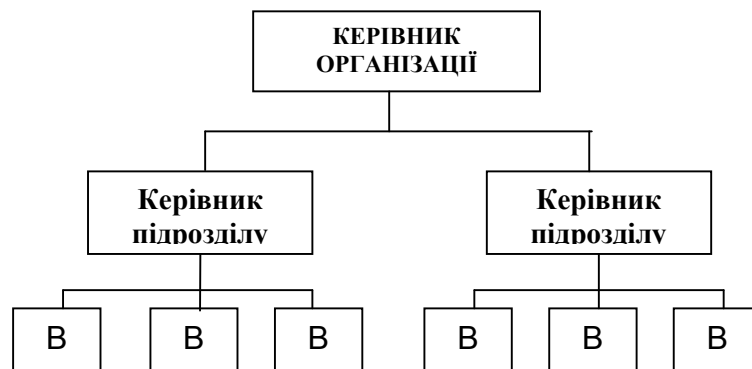 КЕРІВНИК
ОРГАНІЗАЦІЇ
Керівник
підрозділу
Керівник
підрозділу
В
В
В
В
В
В